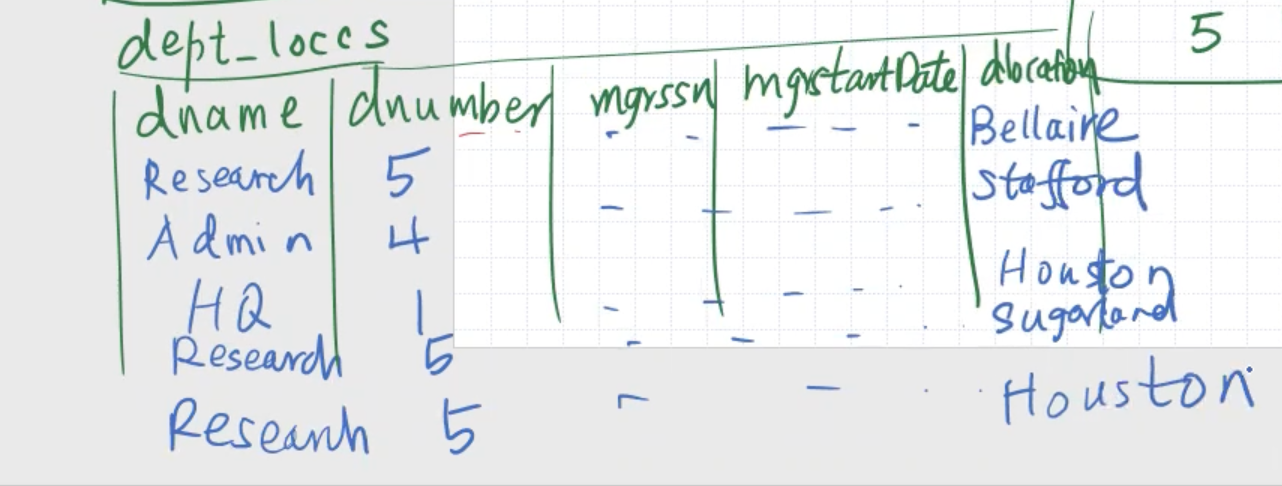 dept_loccs
5
dname dnumber mgrssn mgrstartDate dlocation
Bellaire
Research 5 Stafford
Admin 4
HQ 1 Houston
Research 5 Sugarland
Research 5 Houston